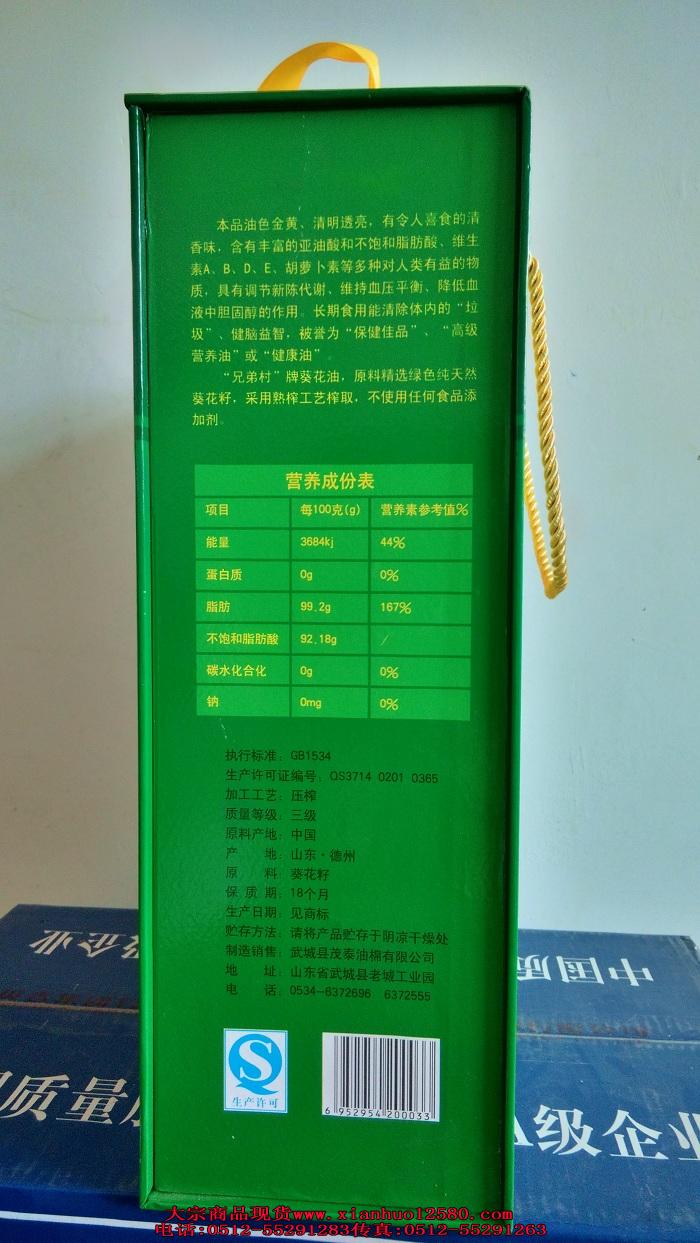 本品油色金黄、清明透亮，有令人喜食的清
香味，含有丰富的亚油酸和不饱和脂肪酸、维生
素A、B、D、E、胡萝卜素等多种对人类有益的物
质，具有调节新陈代谢、维持血压平衡、降低血
液中胆固醇的作用。长期食用能清除体内的“垃
圾”、健脑益智，被誉为“保健佳品”、“高级
营养油”或“健康油”
“兄弟村”牌葵花油，原料精选绿色纯天然
葵花籽，采用熟榨工艺榨取，不使用任何食品添
加剂。
营养成份表
项目 每100克(g) 营养素参考值%
能量 3684kj 44%
蛋白质 0g 0%
脂肪 99.2g 167%
不饱和脂肪酸 92.18g /
碳水化合化 0g 0%
钠 0mg 0%
执行标准：GB1534
生产许可证编号：QS3714 0201 0365
加工工艺：压榨
质量等级：三级
原料产地：中国
产 地：山东·德州
原 料：葵花籽
保 质 期：18个月
生产日期：见商标
贮存方法：请将产品贮存于阴凉干燥处
制造销售：武城县茂泰油棉有限公司
地 址：山东省武城县老城工业园
电 话：0534-6372696 6372555
生产许可
6 952954 200033
企业
中国质
质量
A级企业
大宗商品现货www.xianhuo12580.com
电话:0512-55291283传真:0512-55291263